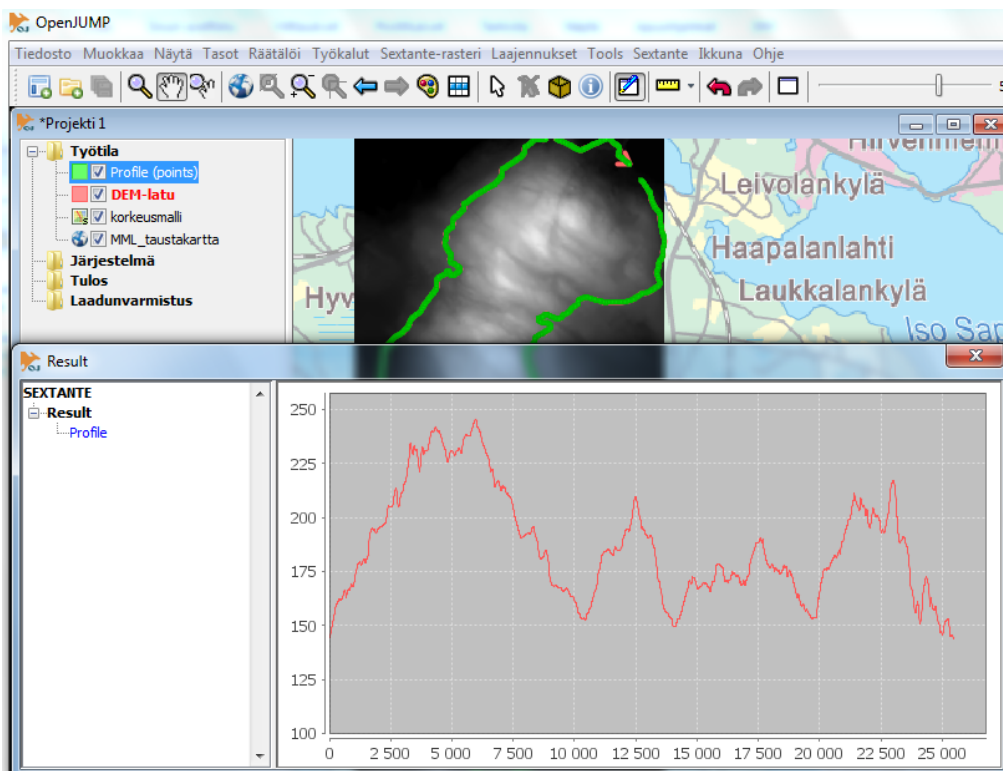 OpenJUMP
Tiedosto Muokkaa Näytä Tasot Räätälöi Työkalut Sextante-rasteri Laajennukset Tools Sextante Ikkuna Ohje
*Projekti 1
Työtila
Profile (points)
DEM-latu
korkeusmalli
MML_taustakartta
Järjestelmä
Tulos
Laadunvarmistus
Leivolankylä
Haapalanlahti
Laukkalankylä
Iso Sap
Hyv
Result
SEXTANTE
Result
Profile
250
225
200
175
150
125
100
0 2 500 5 000 7 500 10 000 12 500 15 000 17 500 20 000 22 500 25 000